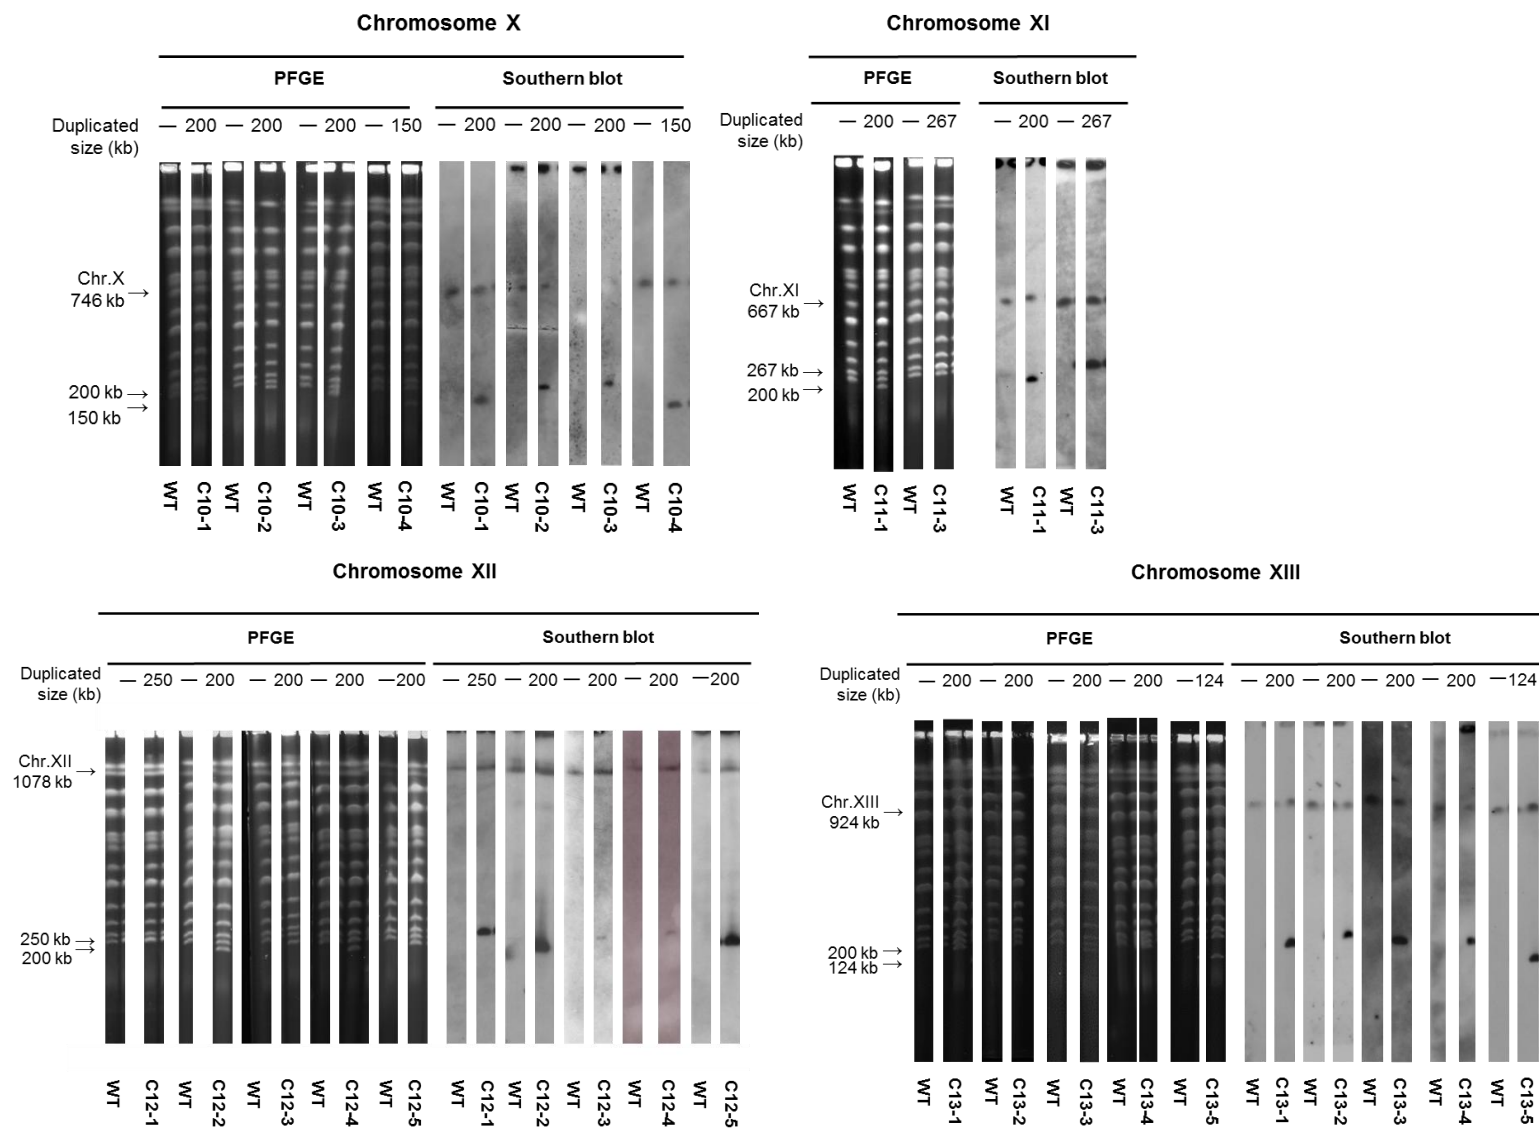 Chromosome X
PFGE
Southern blot
Duplicated
size (kb)
— 200 — 200 — 200 — 150
— 200 — 200 — 200 — 150
Chr.X
746 kb →
200 kb →
150 kb →
WT C10-1 WT C10-2 WT C10-3 WT C10-4
WT C10-1 WT C10-2 WT C10-3 WT C10-4
Chromosome XI
PFGE
Southern blot
Duplicated
size (kb)
— 200 — 267
— 200 — 267
Chr.XI
667 kb →
267 kb →
200 kb →
WT C11-1 WT C11-3
WT C11-1 WT C11-3
Chromosome XII
PFGE
Southern blot
Duplicated
size (kb)
— 250 — 200 — 200 — 200 — 200
— 250 — 200 — 200 — 200 — 200
Chr.XII
1078 kb →
250 kb →
200 kb →
WT C12-1 WT C12-2 WT C12-3 WT C12-4 WT C12-5
WT C12-1 WT C12-2 WT C12-3 WT C12-4 WT C12-5
Chromosome XIII
PFGE
Southern blot
Duplicated
size (kb)
— 200 — 200 — 200 — 200 — 124
— 200 — 200 — 200 — 200 — 124
Chr.XIII
924 kb →
200 kb →
124 kb →
WT C13-1 WT C13-2 WT C13-3 WT C13-4 WT C13-5
WT C13-1 WT C13-2 WT C13-3 WT C13-4 WT C13-5